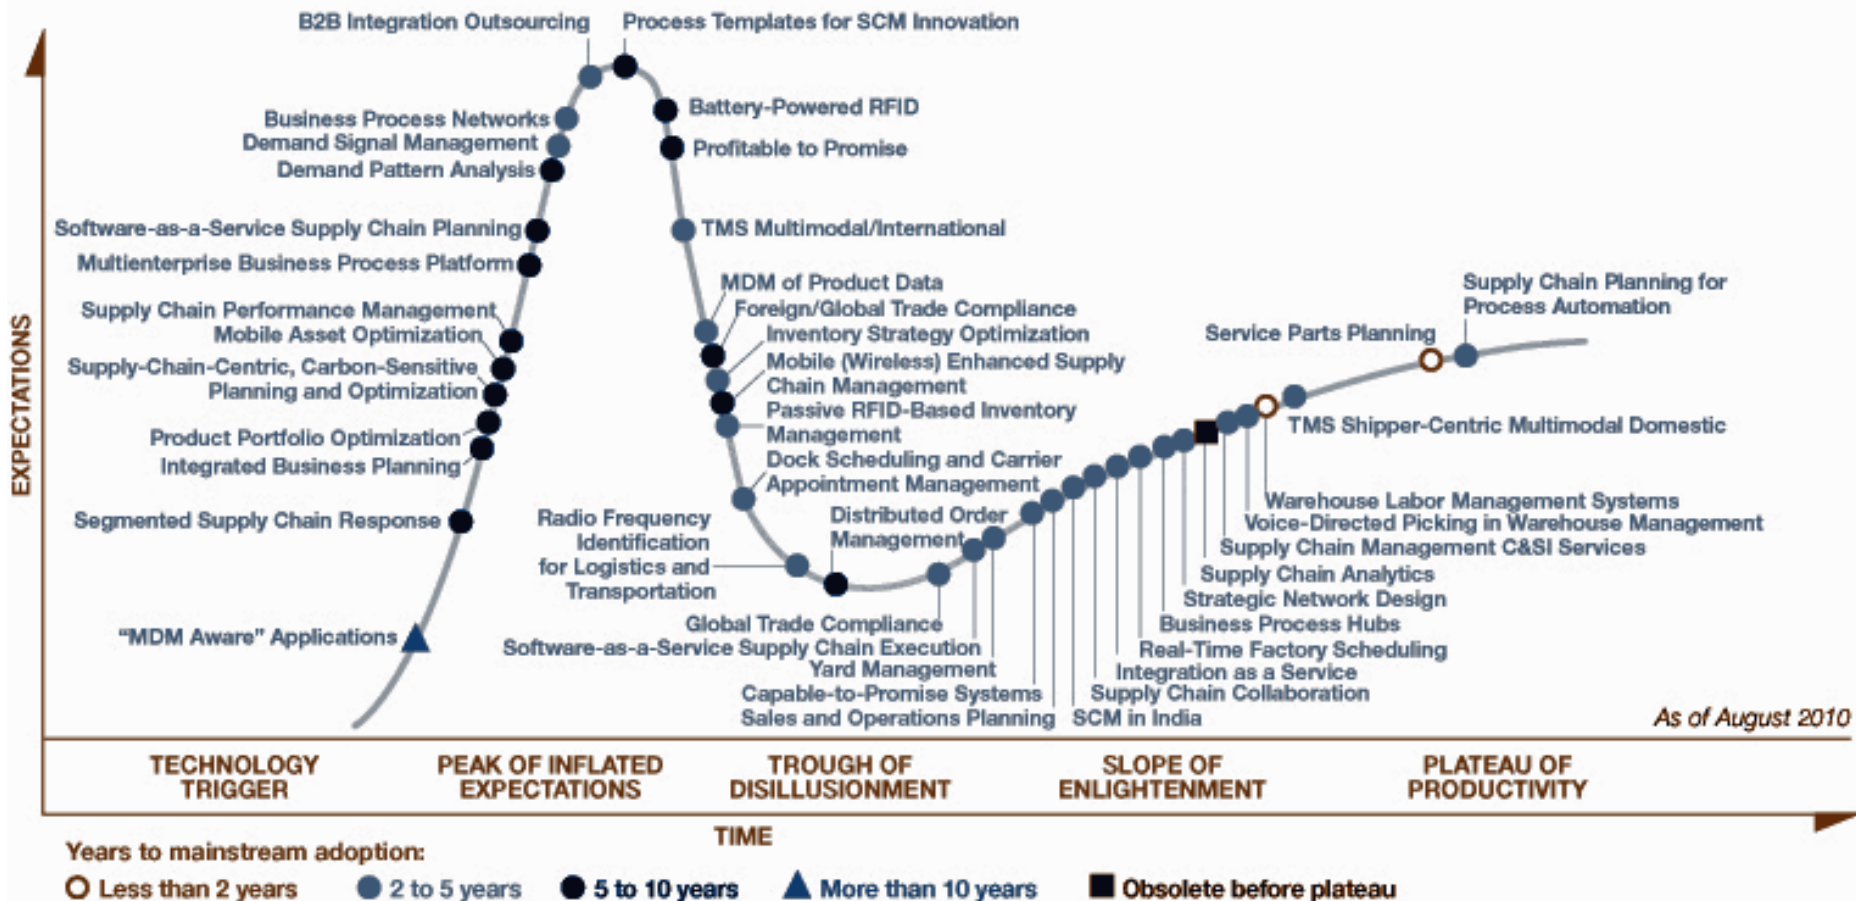 B2B Integration Outsourcing
Process Templates for SCM Innovation
Business Process Networks
Demand Signal Management
Demand Pattern Analysis
Software-as-a-Service Supply Chain Planning
Multienterprise Business Process Platform
Supply Chain Performance Management
Mobile Asset Optimization
Supply-Chain-Centric, Carbon-Sensitive
Planning and Optimization
Product Portfolio Optimization
Integrated Business Planning
Segmented Supply Chain Response
“MDM Aware” Applications
Battery-Powered RFID
Profitable to Promise
TMS Multimodal/International
MDM of Product Data
Foreign/Global Trade Compliance
Inventory Strategy Optimization
Mobile (Wireless) Enhanced Supply
Chain Management
Passive RFID-Based Inventory
Management
Dock Scheduling and Carrier
Appointment Management
Radio Frequency
Identification
for Logistics and
Transportation
Distributed Order
Management
Global Trade Compliance
Software-as-a-Service Supply Chain Execution
Yard Management
Capable-to-Promise Systems
Sales and Operations Planning
SCM in India
Supply Chain Collaboration
Integration as a Service
Real-Time Factory Scheduling
Business Process Hubs
Strategic Network Design
Supply Chain Analytics
Supply Chain Management C&SI Services
Voice-Directed Picking in Warehouse Management
Warehouse Labor Management Systems
TMS Shipper-Centric Multimodal Domestic
Service Parts Planning
Supply Chain Planning for
Process Automation
As of August 2010
EXPECTATIONS
TECHNOLOGY
TRIGGER
PEAK OF INFLATED
EXPECTATIONS
TROUGH OF
DISILLUSIONMENT
SLOPE OF
ENLIGHTENMENT
PLATEAU OF
PRODUCTIVITY
TIME
Years to mainstream adoption:
Less than 2 years
2 to 5 years
5 to 10 years
More than 10 years
Obsolete before plateau